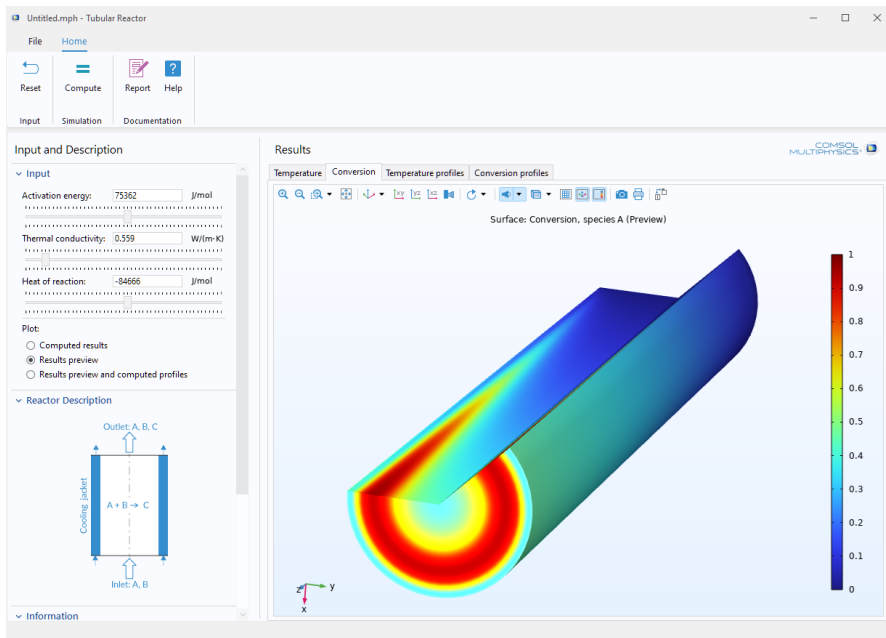 Untitled.mph - Tubular Reactor
File Home
Reset Compute Report Help
Input Simulation Documentation
Input and Description
Input
Activation energy: 75362 J/mol
Thermal conductivity: 0.559 W/(m·K)
Heat of reaction: -84666 J/mol
Plot:
Computed results
Results preview
Results preview and computed profiles
Reactor Description
Outlet: A, B, C
Cooling jacket
A + B → C
Inlet: A, B
Information
Results
COMSOL
MULTIPHYSICS®
Temperature Conversion Temperature profiles Conversion profiles
xy yz xz
Surface: Conversion, species A (Preview)
1
0.9
0.8
0.7
0.6
0.5
0.4
0.3
0.2
0.1
0
z y
x